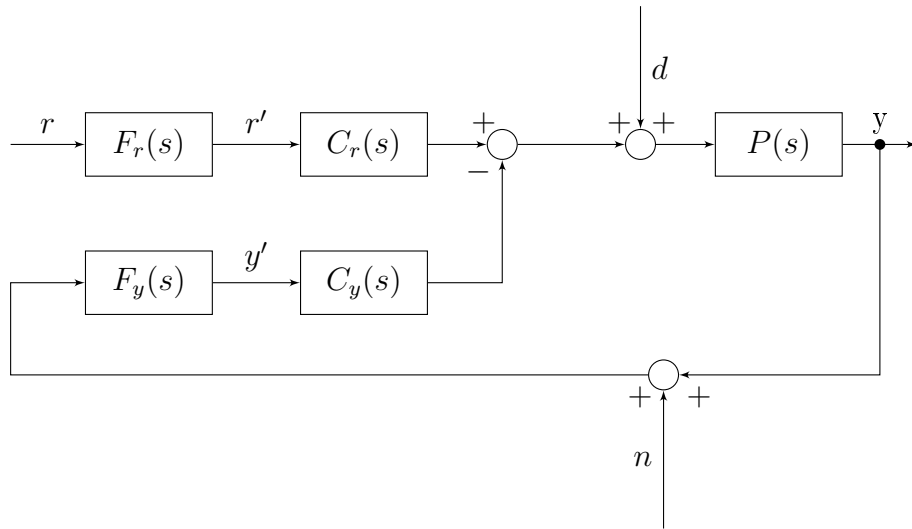 d
r F_r(s) r′ C_r(s) + + + P(s) y
−
F_y(s) y′ C_y(s)
+ +
n